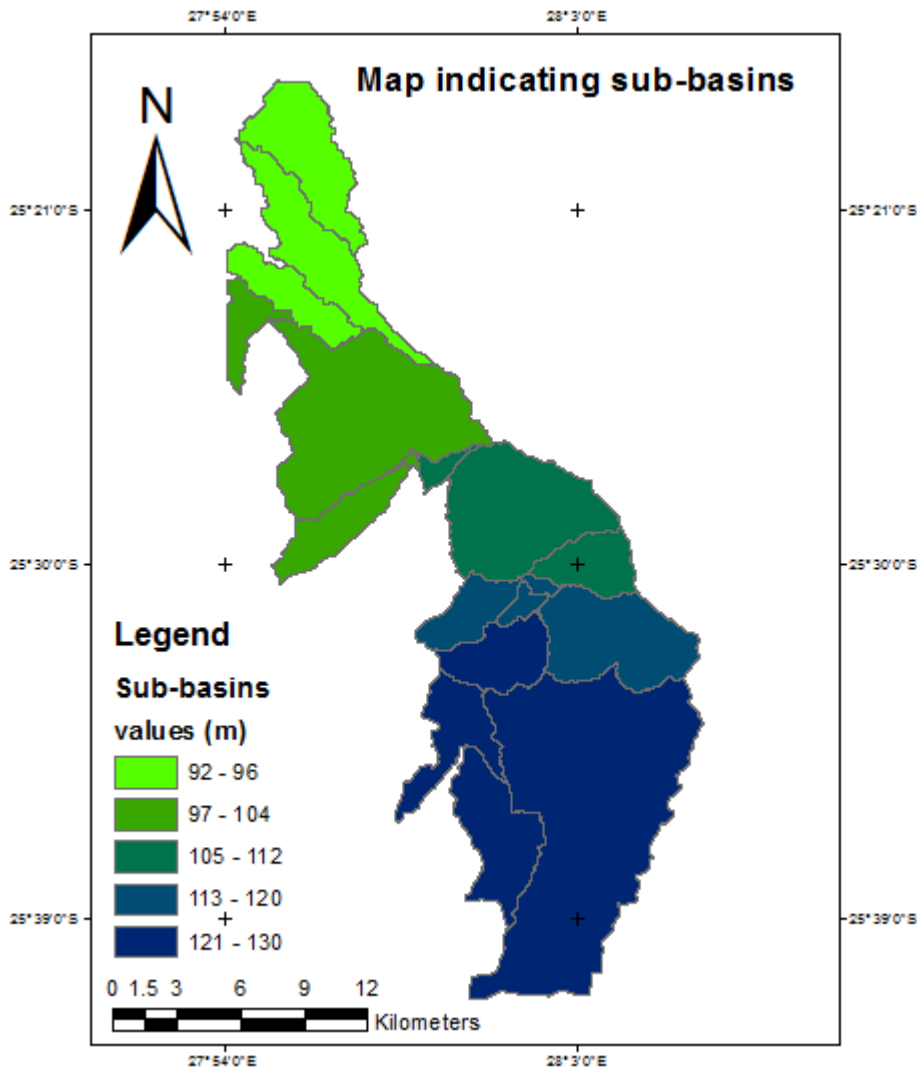 27°54'0"E 28°3'0"E
Map indicating sub-basins
N
25°21'0"S 25°21'0"S
25°30'0"S 25°30'0"S
Legend
Sub-basins
values (m)
92 - 96
97 - 104
105 - 112
113 - 120
25°39'0"S 25°39'0"S
121 - 130
0 1.5 3 6 9 12
Kilometers
27°54'0"E 28°3'0"E